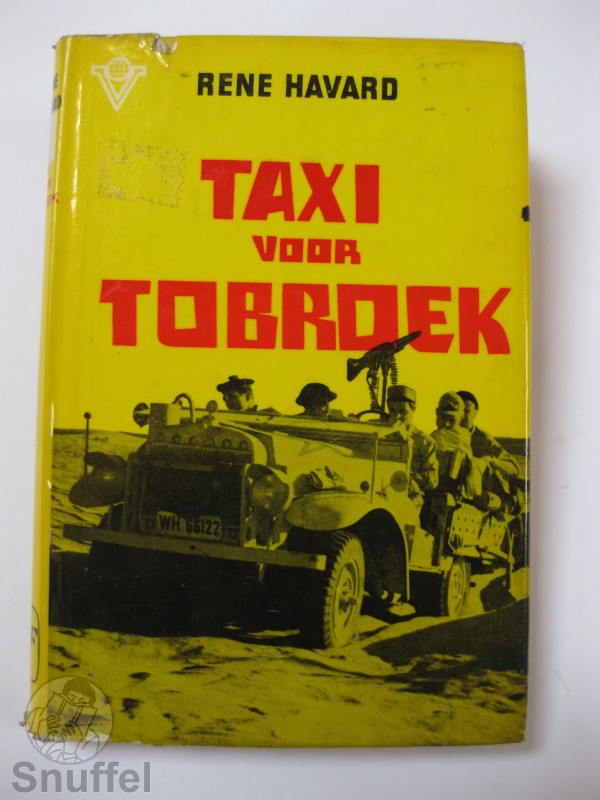 RENE HAVARD
TAXI
VOOR
TOBROEK
WH 66122
Snuffel